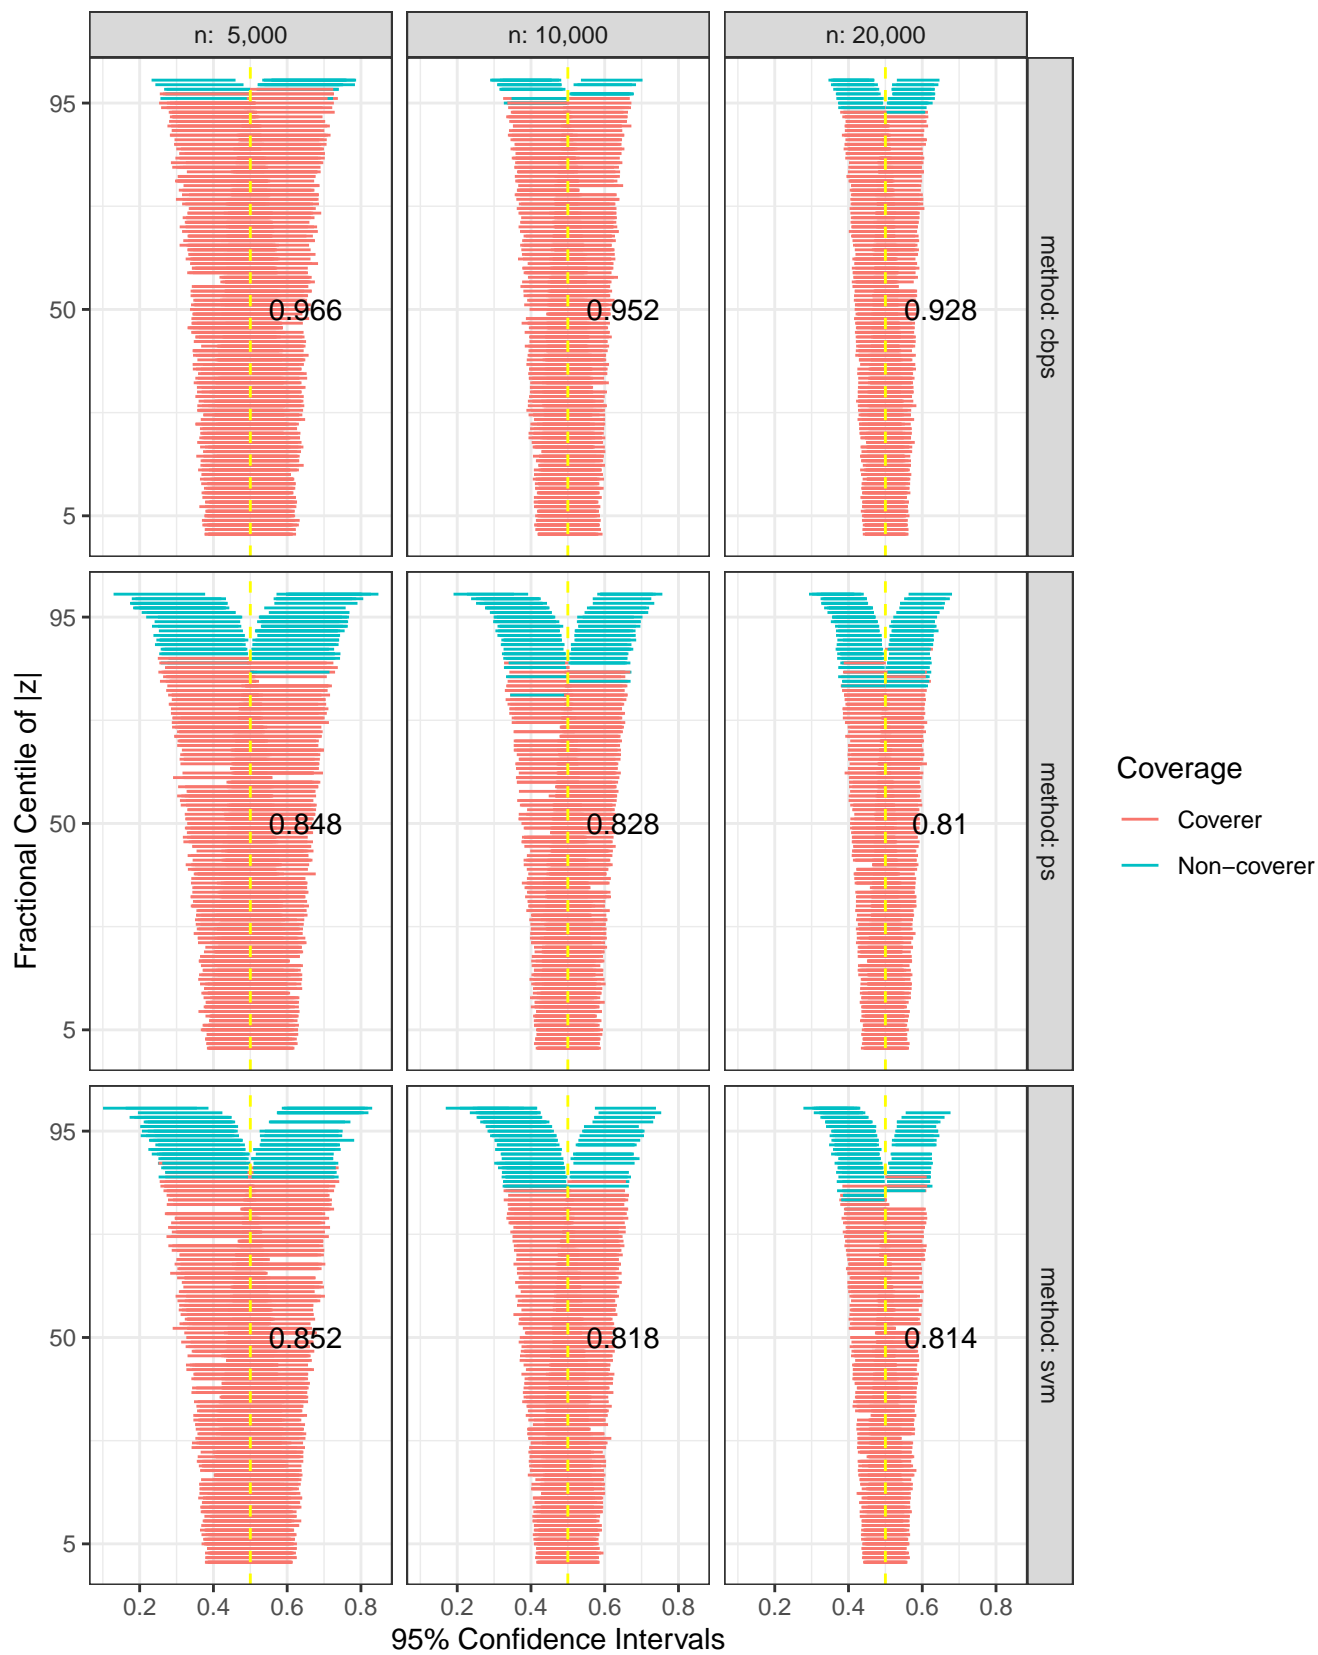 n: 5,000
n: 10,000
n: 20,000
95
50
5
0.966
0.952
0.928
method: cbps
95
50
5
0.848
0.828
0.81
method: ps
95
50
5
0.852
0.818
0.814
method: svm
Fractional Centile of |z|
Coverage
Coverer
Non−coverer
0.2 0.4 0.6 0.8
0.2 0.4 0.6 0.8
0.2 0.4 0.6 0.8
95% Confidence Intervals